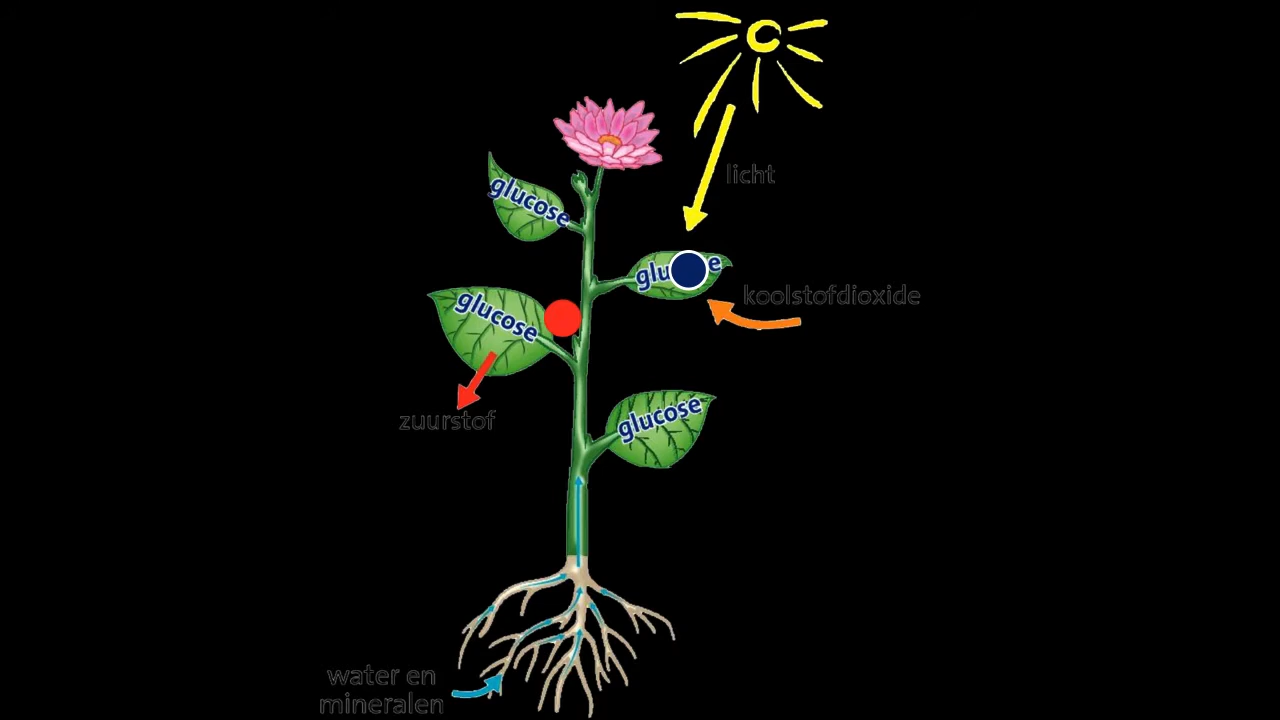 licht
glucose
glu e
koolstofdioxide
glucose
glucose
zuurstof
water en
mineralen